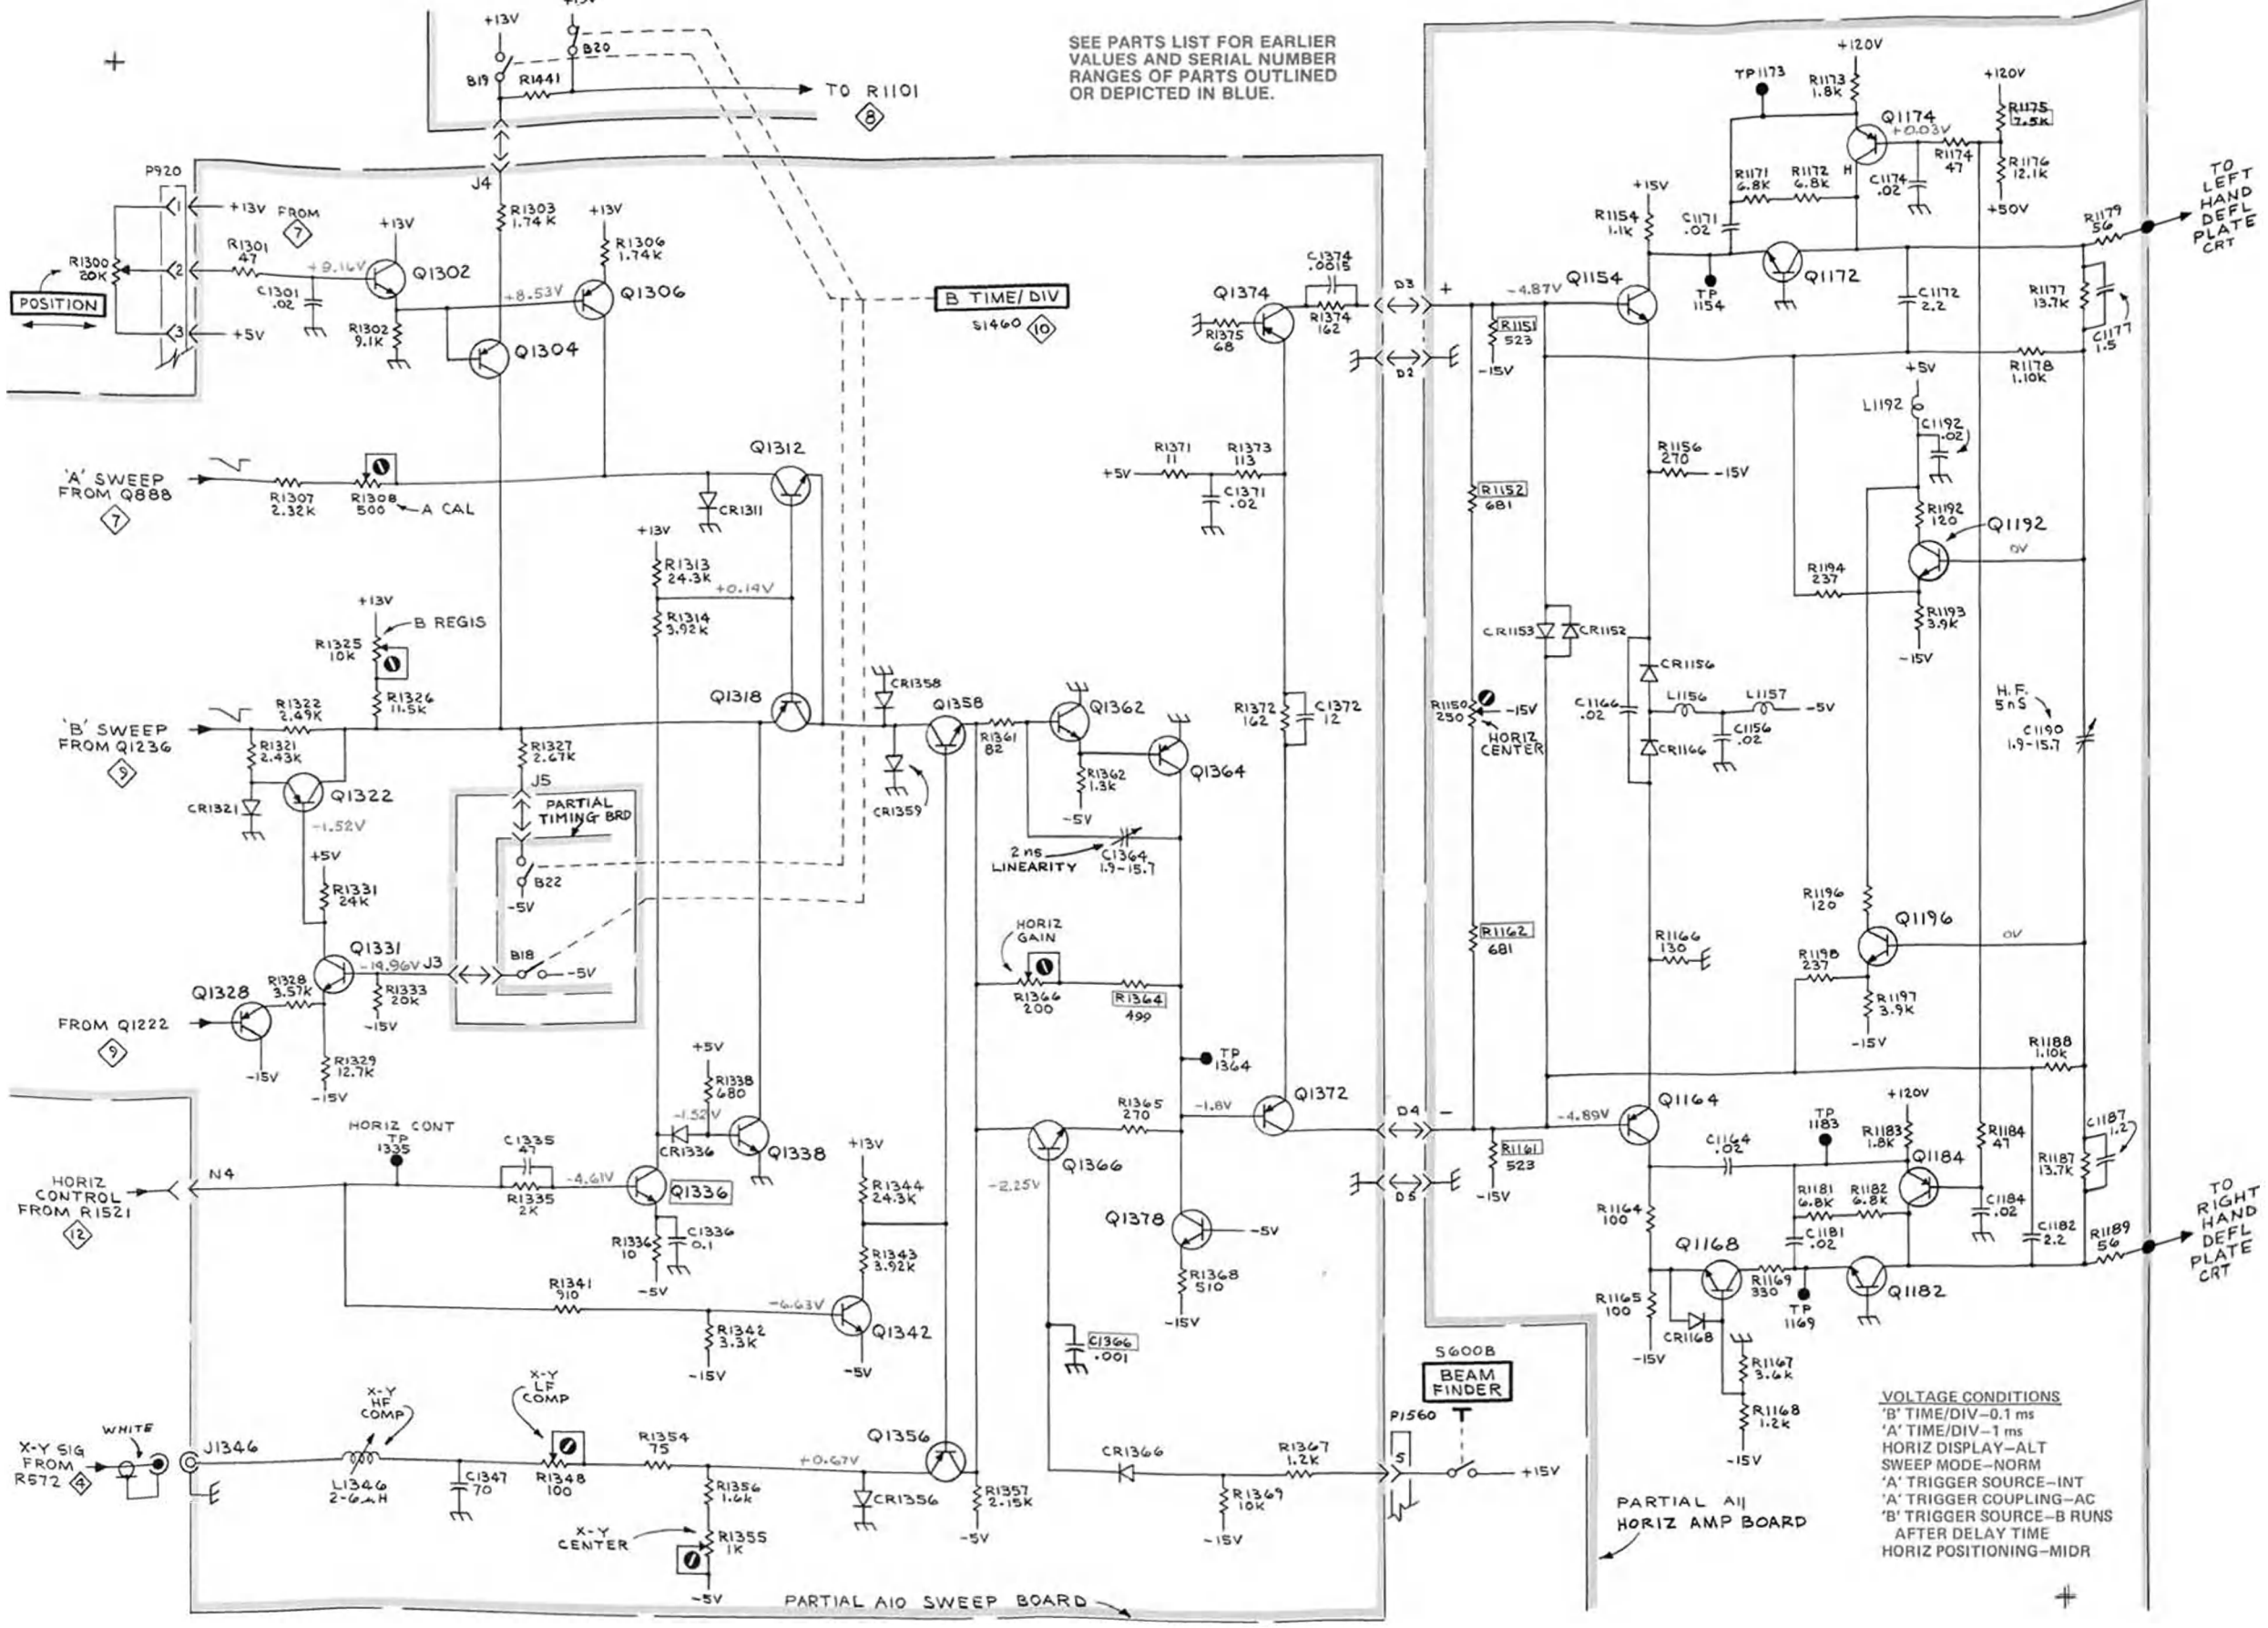 +13V
B19
R1441
B20
TO R1101
8
SEE PARTS LIST FOR EARLIER
VALUES AND SERIAL NUMBER
RANGES OF PARTS OUTLINED
OR DEPICTED IN BLUE.
P920
1
+13V FROM
7
2
3
+5V
R1300
20K
POSITION
R1301
47
C1301
.02
+9.16V
+13V
Q1302
R1302
9.1K
J4
R1303
1.74K
+13V
R1306
1.74K
+8.53V
Q1306
Q1304
B TIME/DIV
S1460 10
'A' SWEEP
FROM Q888
7
R1307
2.32K
R1308
500
A CAL
CR1311
Q1312
+13V
R1313
24.3K
+0.14V
R1314
3.92K
+13V
B REGIS
R1325
10K
R1326
11.5K
'B' SWEEP
FROM Q1236
9
R1322
2.49K
R1321
2.43K
CR1321
Q1322
-1.52V
R1327
2.67K
J5
PARTIAL
TIMING BRD
B22
-5V
B18
-5V
Q1318
CR1358
CR1359
Q1358
R1361
82
Q1362
R1362
1.3K
-5V
Q1364
2 ns
LINEARITY
C1364
1.9-15.7
+5V
R1331
24K
Q1331
-14.96V
J3
R1333
20K
-15V
R1328
3.57K
Q1328
FROM Q1222
9
-15V
R1329
12.7K
-15V
HORIZ
GAIN
R1366
200
R1364
499
TP
1364
+5V
R1338
680
-1.52V
CR1336
Q1338
HORIZ CONT
TP
1335
HORIZ
CONTROL
FROM R1521
12
N4
C1335
47
R1335
2K
-4.61V
Q1336
R1336
10
C1336
0.1
-5V
R1341
910
R1342
3.3K
-15V
-6.63V
+13V
R1344
24.3K
R1343
3.92K
Q1342
-5V
R1365
270
-1.8V
Q1366
-2.25V
Q1372
Q1378
-5V
R1368
510
-15V
C1366
.001
X-Y SIG
FROM
R572 4
WHITE
J1346
X-Y
HF
COMP
L1346
2-6µH
C1347
70
X-Y
LF
COMP
R1348
100
R1354
75
R1356
1.6K
X-Y
CENTER
R1355
1K
-5V
+0.67V
CR1356
Q1356
R1357
2.15K
-5V
CR1366
R1369
10K
-15V
R1367
1.2K
P1560
5
S600B
BEAM
FINDER
+15V
PARTIAL A10 SWEEP BOARD
Q1374
R1375
68
C1374
.0015
R1374
162
D3
+
D2
+5V
R1371
11
R1373
113
C1371
.02
R1372
162
C1372
12
D4
-
D5
R1151
523
-15V
R1152
681
R1150
250
-15V
HORIZ
CENTER
R1162
681
R1161
523
-15V
-4.87V
Q1154
+15V
R1154
1.1K
TP
1154
C1171
.02
TP1173
R1171
6.8K
R1172
6.8K
+120V
R1173
1.8K
Q1174
+0.03V
H
C1174
.02
R1174
47
+120V
R1175
7.5K
R1176
12.1K
+50V
Q1172
C1172
2.2
R1179
56
TO
LEFT
HAND
DEFL
PLATE
CRT
R1177
13.7K
C1177
1.5
R1178
1.10K
R1156
270
-15V
CR1153
CR1152
CR1156
C1166
.02
L1156
L1157
-5V
C1156
.02
CR1166
+5V
L1192
C1192
.02
R1192
120
Q1192
0V
R1194
237
R1193
3.9K
-15V
H.F.
5nS
C1190
1.9-15.7
R1196
120
Q1196
0V
R1198
237
R1197
3.9K
-15V
R1166
130
R1188
1.10K
-4.89V
Q1164
C1164
.02
TP
1183
+120V
R1183
1.8K
Q1184
R1184
47
C1184
.02
R1187
13.7K
C1187
1.2
R1181
6.8K
R1182
6.8K
C1181
.02
C1182
2.2
R1189
56
TO
RIGHT
HAND
DEFL
PLATE
CRT
R1164
100
R1165
100
-15V
Q1168
CR1168
R1169
330
TP
1169
Q1182
R1167
3.6K
R1168
1.2K
-15V
PARTIAL A11
HORIZ AMP BOARD
VOLTAGE CONDITIONS
'B' TIME/DIV–0.1 ms
'A' TIME/DIV–1 ms
HORIZ DISPLAY–ALT
SWEEP MODE–NORM
'A' TRIGGER SOURCE–INT
'A' TRIGGER COUPLING–AC
'B' TRIGGER SOURCE–B RUNS
AFTER DELAY TIME
HORIZ POSITIONING–MIDR